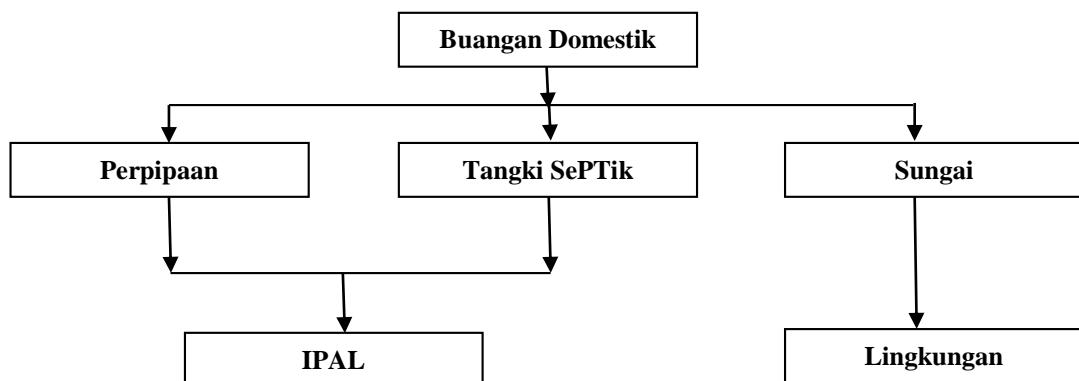 Buangan Domestik
Perpipaan
Tangki SePTik
Sungai
IPAL
Lingkungan